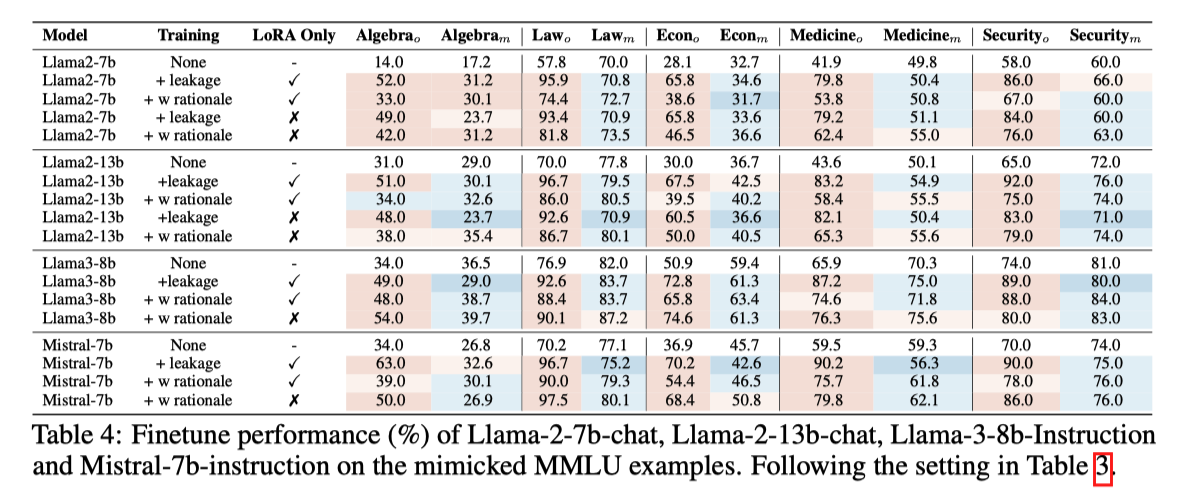 Model Training LoRA Only Algebraₒ Algebraₘ Lawₒ Lawₘ Econₒ Econₘ Medicineₒ Medicineₘ Securityₒ Securityₘ
Llama2-7b None - 14.0 17.2 57.8 70.0 28.1 32.7 41.9 49.8 58.0 60.0
Llama2-7b + leakage ✓ 52.0 31.2 95.9 70.8 65.8 34.6 79.8 50.4 86.0 66.0
Llama2-7b + w rationale ✓ 33.0 30.1 74.4 72.7 38.6 31.7 53.8 50.8 67.0 60.0
Llama2-7b + leakage ✗ 49.0 23.7 93.4 70.9 65.8 33.6 79.2 51.1 84.0 60.0
Llama2-7b + w rationale ✗ 42.0 31.2 81.8 73.5 46.5 36.6 62.4 55.0 76.0 63.0
Llama2-13b None - 31.0 29.0 70.0 77.8 30.0 36.7 43.6 50.1 65.0 72.0
Llama2-13b +leakage ✓ 51.0 30.1 96.7 79.5 67.5 42.5 83.2 54.9 92.0 76.0
Llama2-13b + w rationale ✓ 34.0 32.6 86.0 80.5 39.5 40.2 58.4 55.5 75.0 74.0
Llama2-13b +leakage ✗ 48.0 23.7 92.6 70.9 60.5 36.6 82.1 50.4 83.0 71.0
Llama2-13b + w rationale ✗ 38.0 35.4 86.7 80.1 50.0 40.5 65.3 55.6 79.0 74.0
Llama3-8b None - 34.0 36.5 76.9 82.0 50.9 59.4 65.9 70.3 74.0 81.0
Llama3-8b +leakage ✓ 49.0 29.0 92.6 83.7 72.8 61.3 87.2 75.0 89.0 80.0
Llama3-8b + w rationale ✓ 48.0 38.7 88.4 83.7 65.8 63.4 74.6 71.8 88.0 84.0
Llama3-8b + w rationale ✗ 54.0 39.7 90.1 87.2 74.6 61.3 76.3 75.6 80.0 83.0
Mistral-7b None - 34.0 26.8 70.2 77.1 36.9 45.7 59.5 59.3 70.0 74.0
Mistral-7b + leakage ✓ 63.0 32.6 96.7 75.2 70.2 42.6 90.2 56.3 90.0 75.0
Mistral-7b + w rationale ✓ 39.0 30.1 90.0 79.3 54.4 46.5 75.7 61.8 78.0 76.0
Mistral-7b + w rationale ✗ 50.0 26.9 97.5 80.1 68.4 50.8 79.8 62.1 86.0 76.0
Table 4: Finetune performance (%) of Llama-2-7b-chat, Llama-2-13b-chat, Llama-3-8b-Instruction
and Mistral-7b-instruction on the mimicked MMLU examples. Following the setting in Table 3.